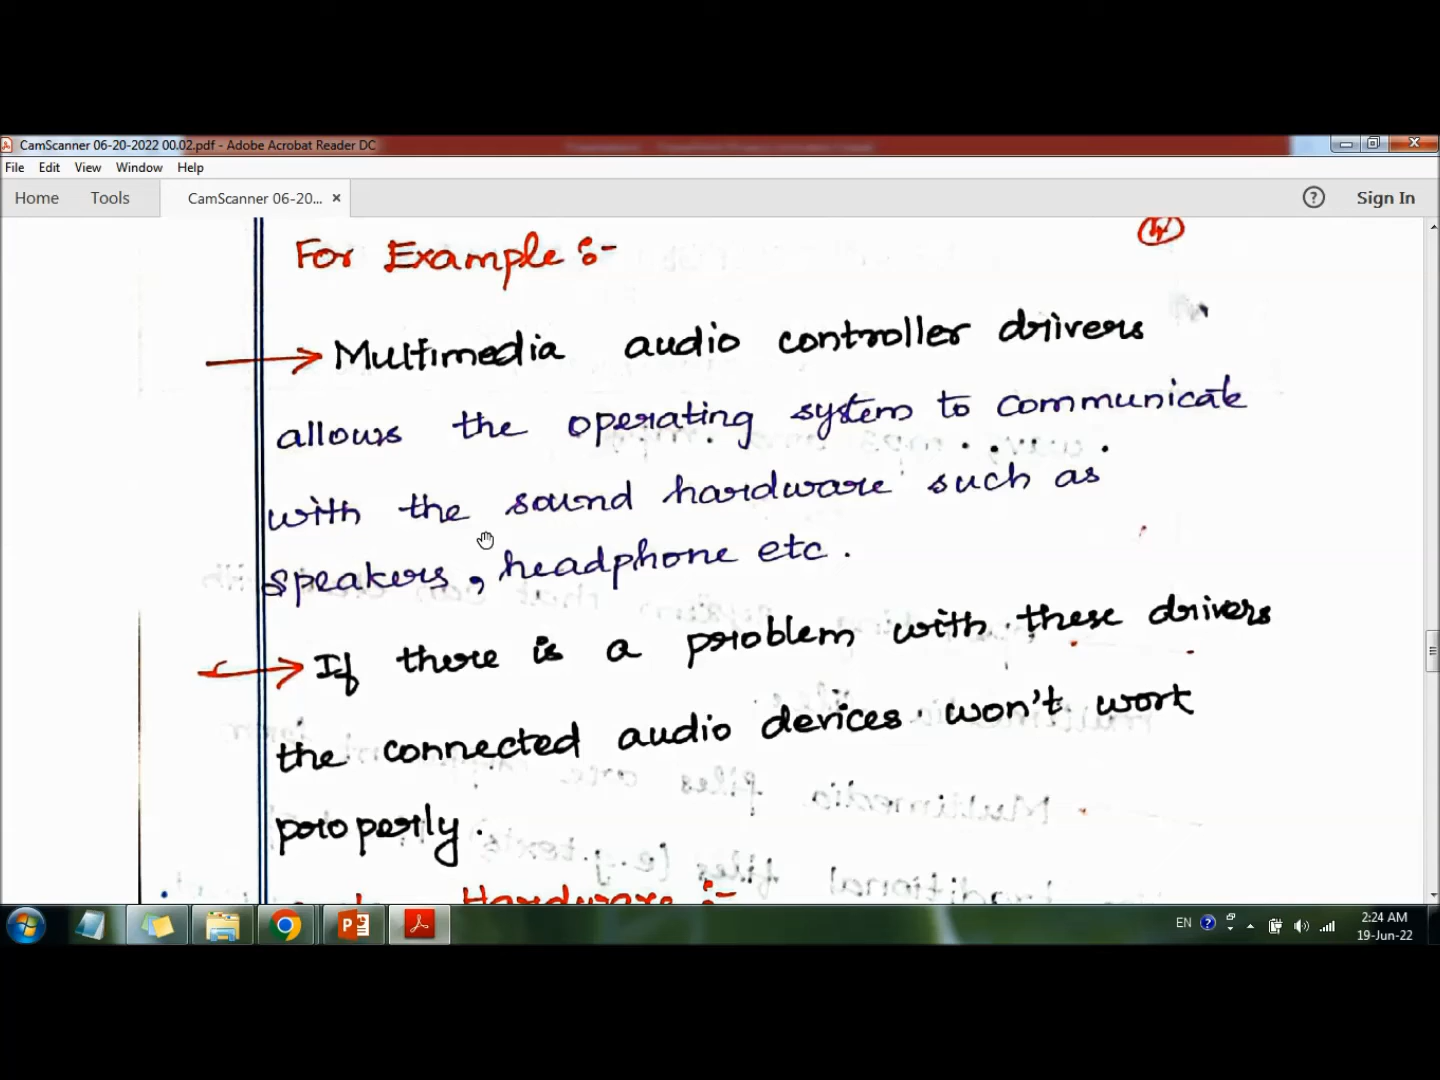 CamScanner 06-20-2022 00.02.pdf - Adobe Acrobat Reader DC
File Edit View Window Help
Home Tools CamScanner 06-20... × ? Sign In
For Example :-
Multimedia audio controller drivers
allows the operating system to communicate
with the sound hardware such as
speakers, headphone etc.
If there is a problem with these drivers
the connected audio devices won't work
properly.
Hardware :-
EN ? 2:24 AM
19-Jun-22